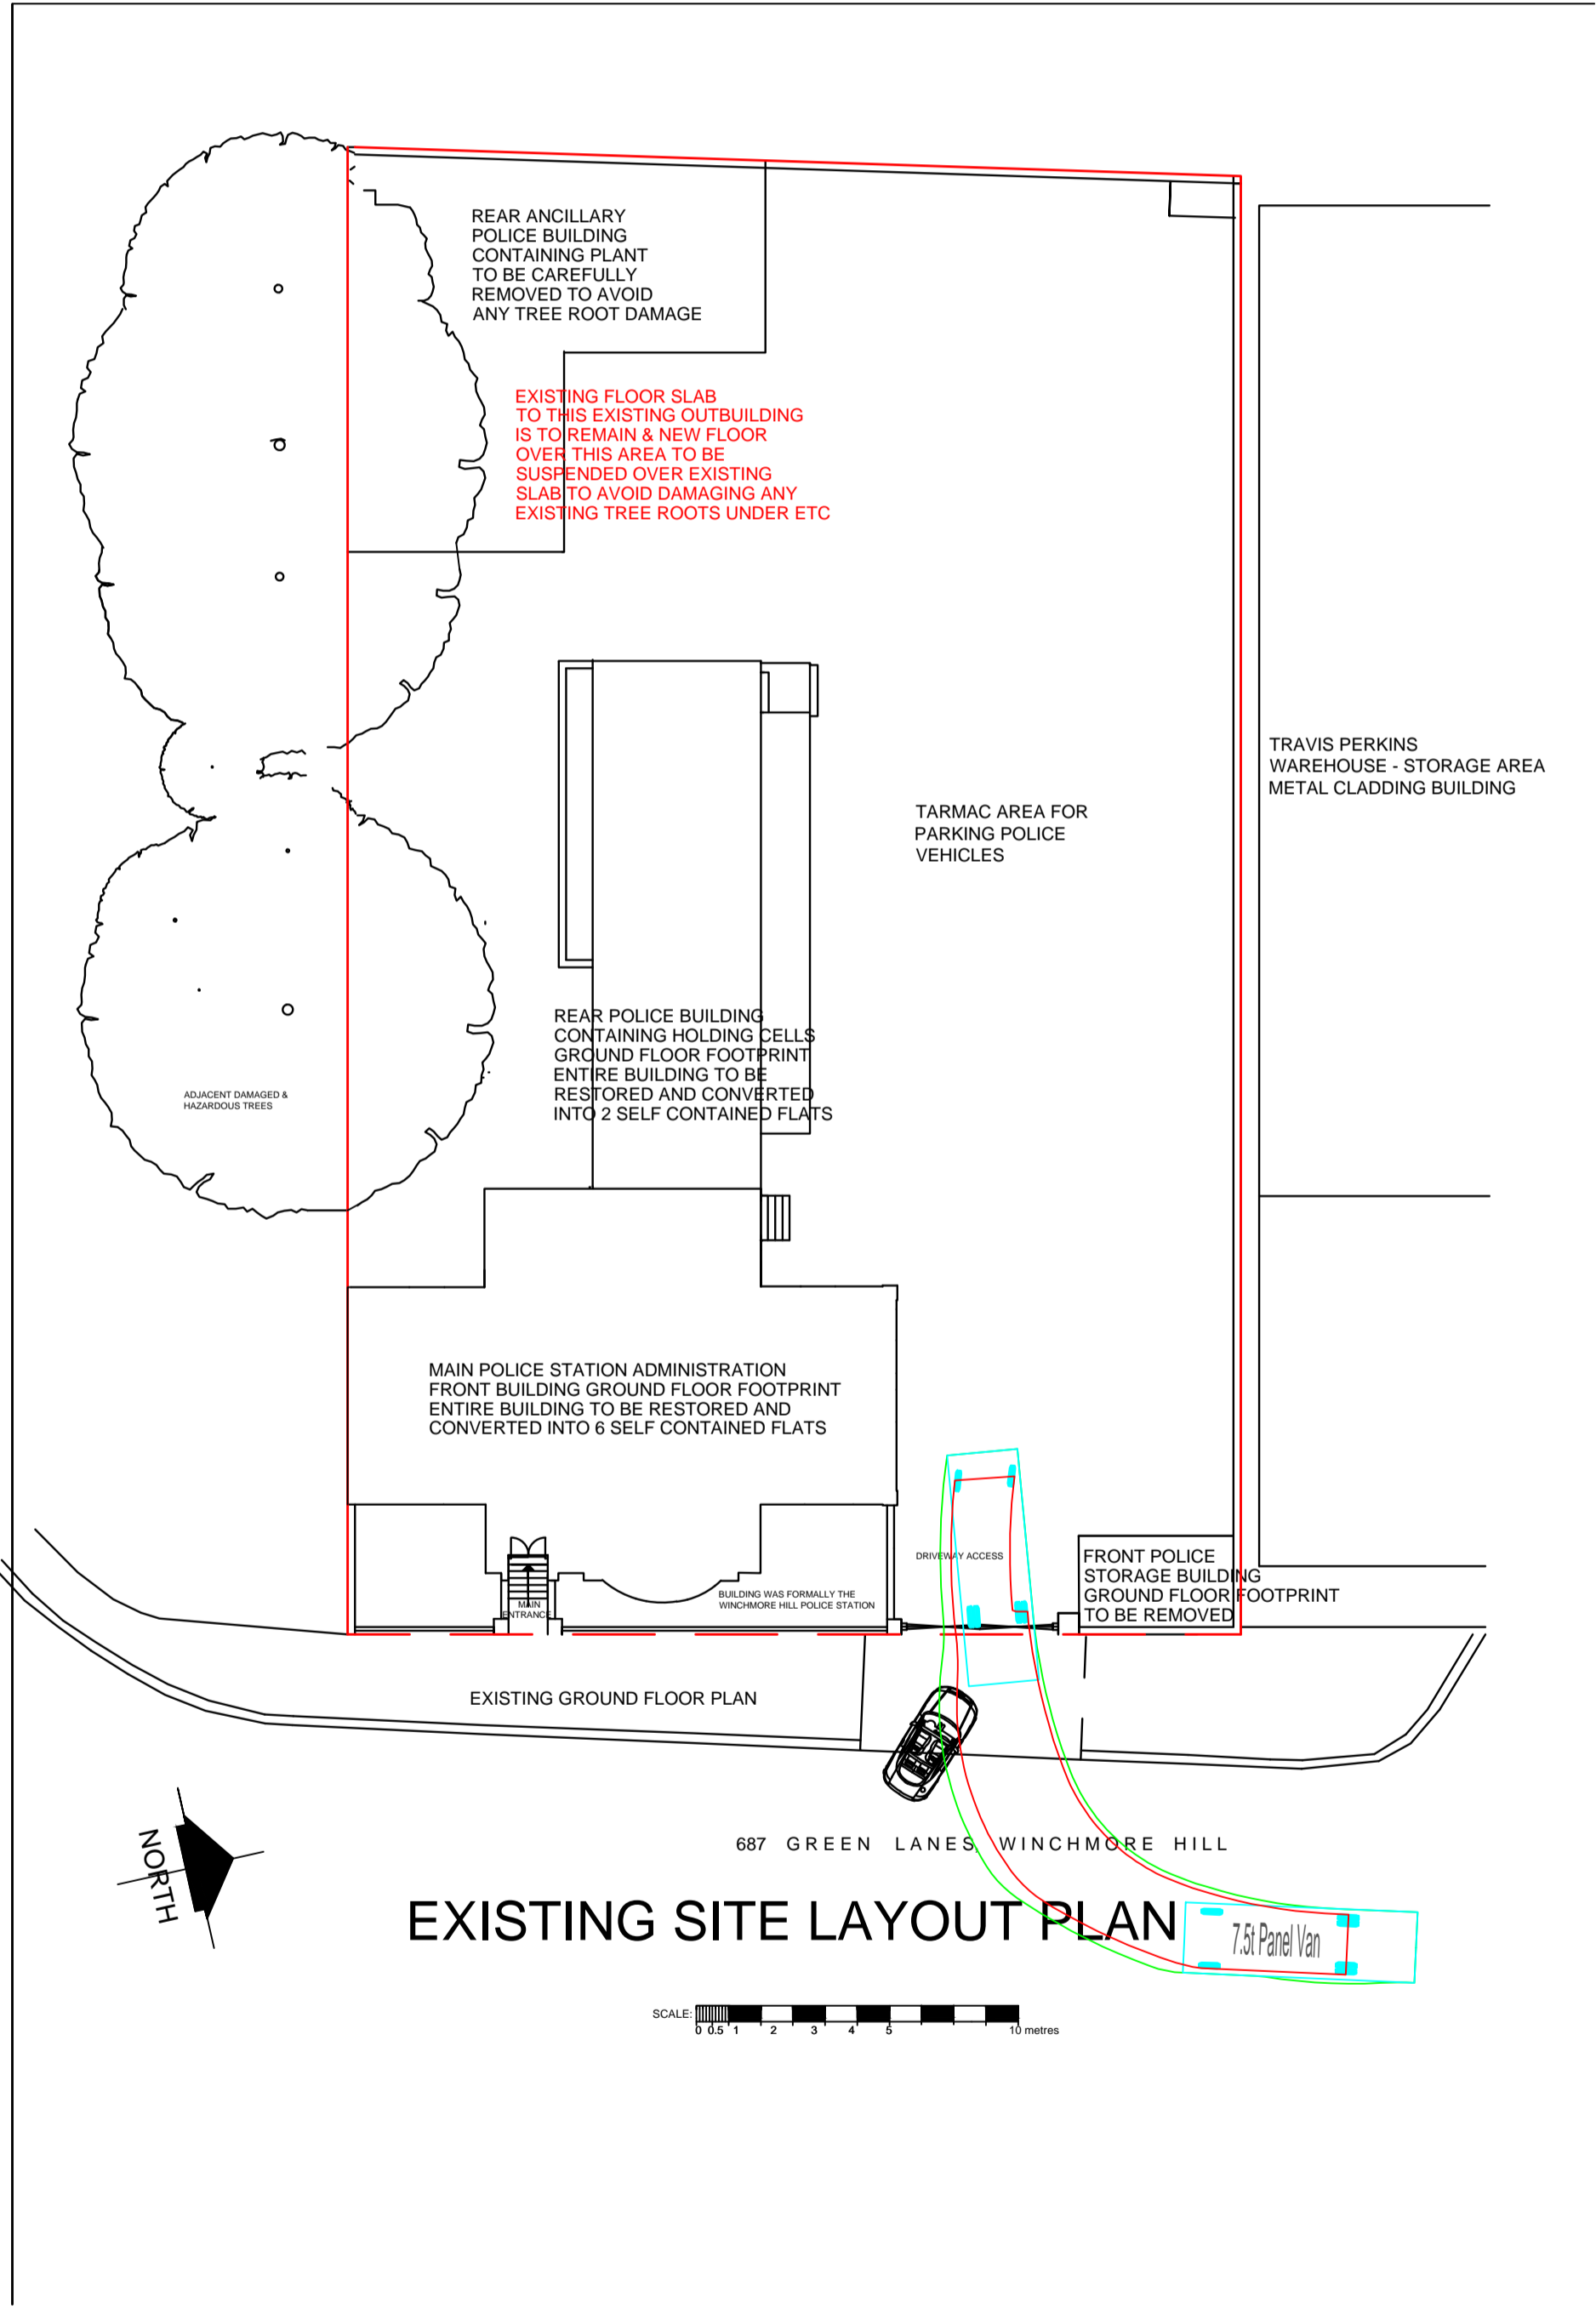 REAR ANCILLARY
POLICE BUILDING
CONTAINING PLANT
TO BE CAREFULLY
REMOVED TO AVOID
ANY TREE ROOT DAMAGE
EXISTING FLOOR SLAB
TO THIS EXISTING OUTBUILDING
IS TO REMAIN & NEW FLOOR
OVER THIS AREA TO BE
SUSPENDED OVER EXISTING
SLAB TO AVOID DAMAGING ANY
EXISTING TREE ROOTS UNDER ETC
TRAVIS PERKINS
WAREHOUSE - STORAGE AREA
METAL CLADDING BUILDING
TARMAC AREA FOR
PARKING POLICE
VEHICLES
REAR POLICE BUILDING
CONTAINING HOLDING CELLS
GROUND FLOOR FOOTPRINT
ENTIRE BUILDING TO BE
RESTORED AND CONVERTED
INTO 2 SELF CONTAINED FLATS
ADJACENT DAMAGED &
HAZARDOUS TREES
MAIN POLICE STATION ADMINISTRATION
FRONT BUILDING GROUND FLOOR FOOTPRINT
ENTIRE BUILDING TO BE RESTORED AND
CONVERTED INTO 6 SELF CONTAINED FLATS
DRIVEWAY ACCESS
FRONT POLICE
STORAGE BUILDING
GROUND FLOOR FOOTPRINT
TO BE REMOVED
BUILDING WAS FORMALLY THE
WINCHMORE HILL POLICE STATION
MAIN
ENTRANCE
EXISTING GROUND FLOOR PLAN
NORTH
687 GREEN LANES, WINCHMORE HILL
EXISTING SITE LAYOUT PLAN
7.5t Panel Van
SCALE:
0 0.5 1 2 3 4 5 10 metres